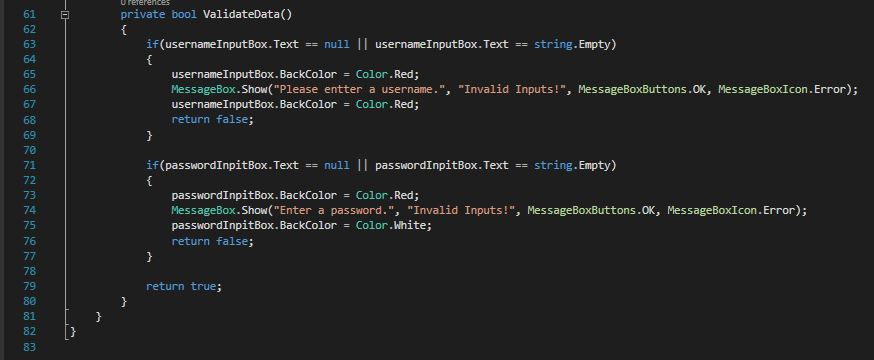 0 references
61 private bool ValidateData()
62 {
63 if(usernameInputBox.Text == null || usernameInputBox.Text == string.Empty)
64 {
65 usernameInputBox.BackColor = Color.Red;
66 MessageBox.Show("Please entter a username.", "Invalid Inputs!", MessageBoxButtons.OK, MessageBoxIcon.Error);
67 usernameInputBox.BackColor = Color.Red;
68 return false;
69 }
70
71 if(passwordInpitBox.Text == null || passwordInpitBox.Text == string.Empty)
72 {
73 passwordInpitBox.BackColor = Color.Red;
74 MessageBox.Show("Enter a password.", "Invalid Inputs!", MessageBoxButtons.OK, MessageBoxIcon.Error);
75 passwordInpitBox.BackColor = Color.White;
76 return false;
77 }
78
79 return true;
80 }
81 }
82 }
83